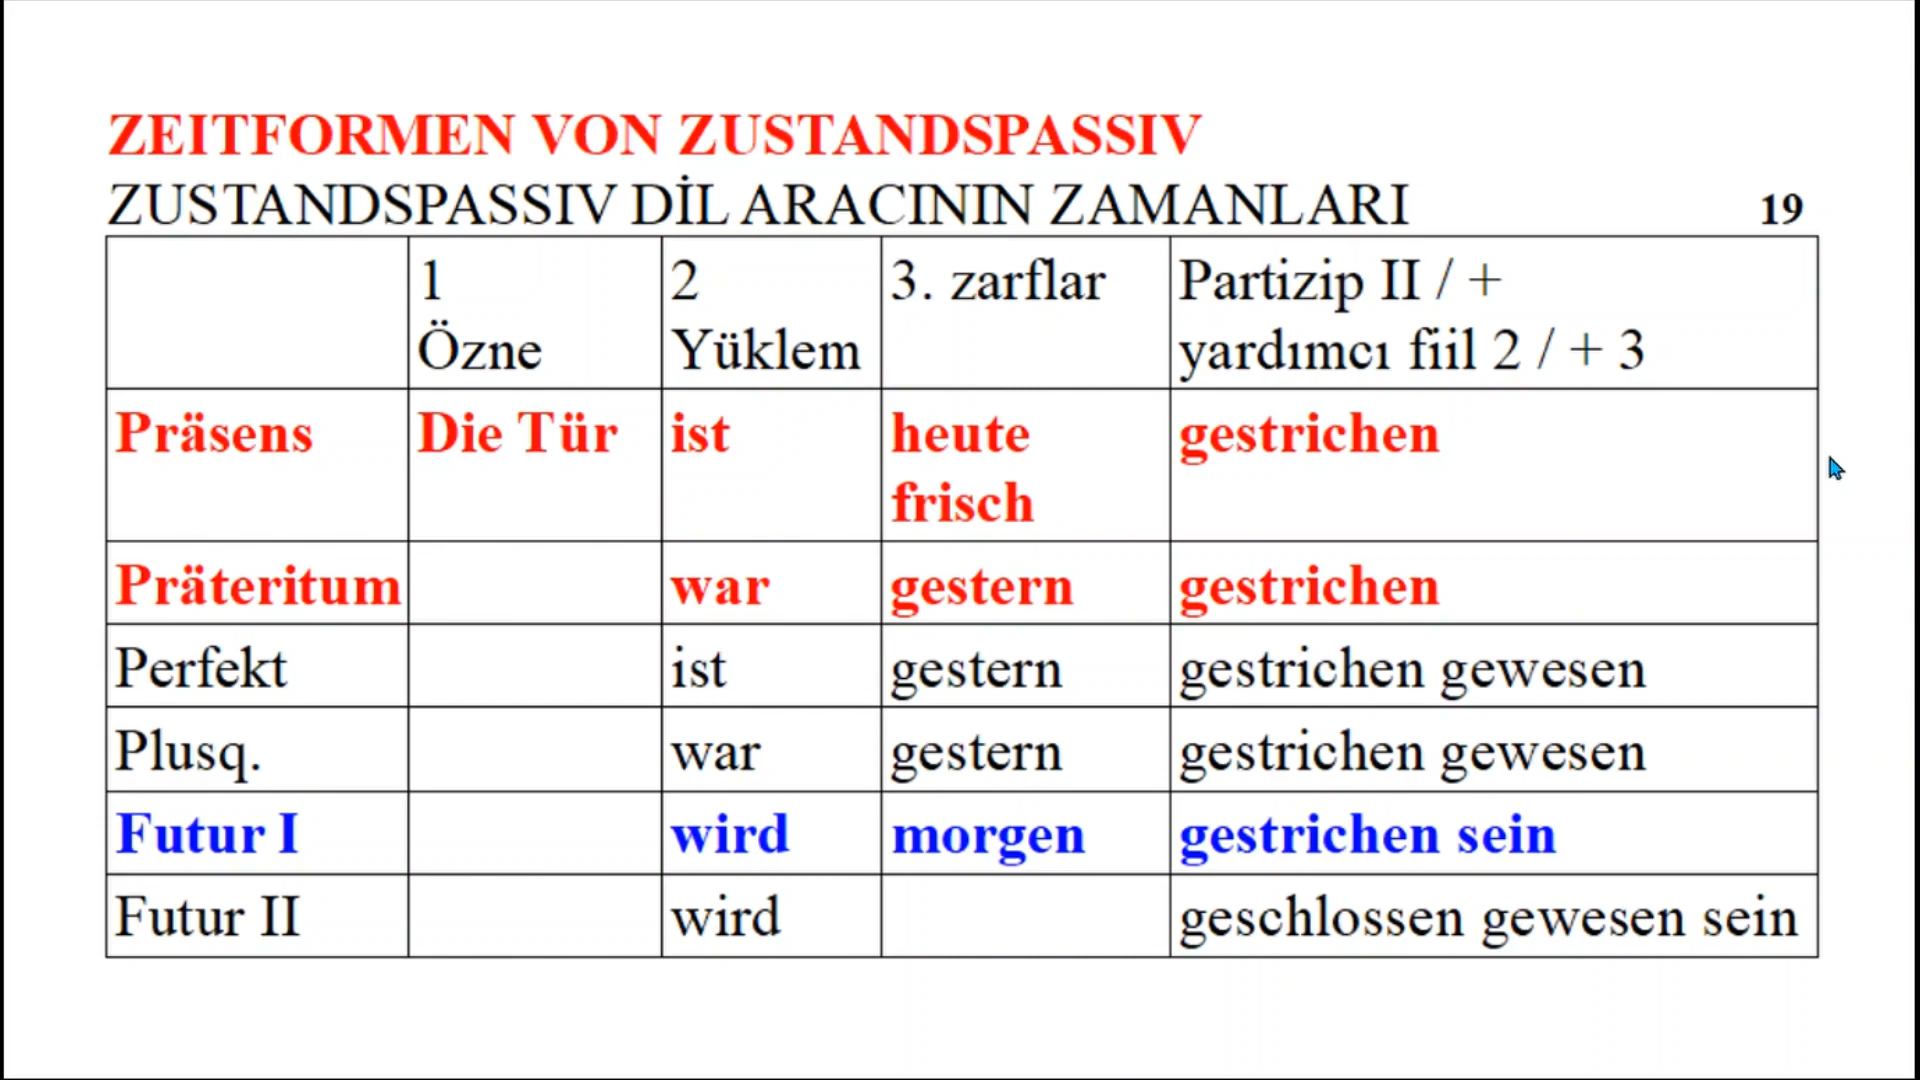 ZEITFORMEN VON ZUSTANDSPASSIV
ZUSTANDSPASSIV DİL ARACININ ZAMANLARI 19
1 2 3. zarflar Partizip II / +
Özne Yüklem yardımcı fiil 2 / + 3
Präsens Die Tür ist heute gestrichen
frisch
Präteritum war gestern gestrichen
Perfekt ist gestern gestrichen gewesen
Plusq. war gestern gestrichen gewesen
Futur I wird morgen gestrichen sein
Futur II wird geschlossen gewesen sein